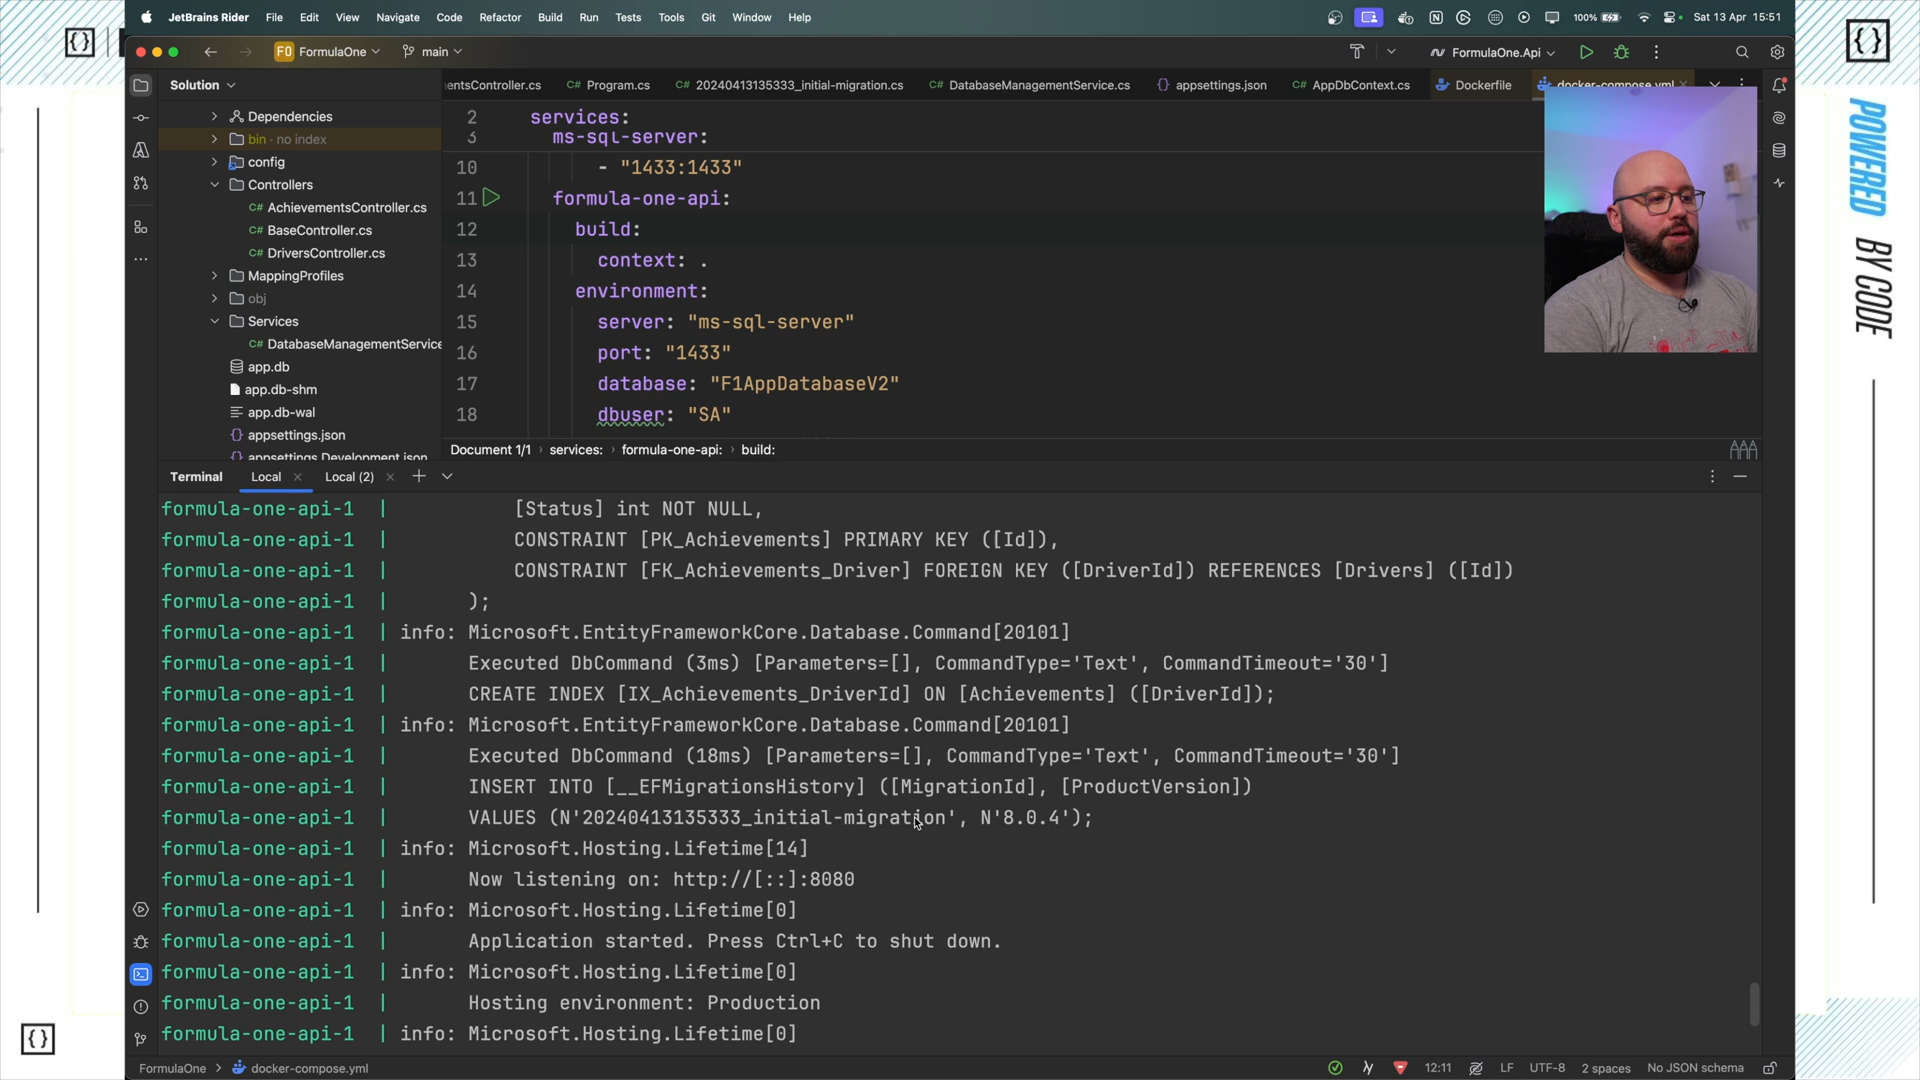 JetBrains Rider File Edit View Navigate Code Refactor Build Run Tests Tools Git Window Help 100% Sat 13 Apr 15:51
FO FormulaOne main FormulaOne.Api
Solution
entsController.cs Program.cs 20240413135333_initial-migration.cs DatabaseManagementService.cs appsettings.json AppDbContext.cs Dockerfile docker-compose.yml
Dependencies
bin · no index
config
Controllers
C# AchievementsController.cs
C# BaseController.cs
C# DriversController.cs
MappingProfiles
obj
Services
C# DatabaseManagementService
app.db
app.db-shm
app.db-wal
appsettings.json
appsettings.Development.json
2 services:
3 ms-sql-server:
10 - "1433:1433"
11 formula-one-api:
12 build:
13 context: .
14 environment:
15 server: "ms-sql-server"
16 port: "1433"
17 database: "F1AppDatabaseV2"
18 dbuser: "SA"
Document 1/1 › services: › formula-one-api: › build:
Terminal Local Local (2)
formula-one-api-1 | [Status] int NOT NULL,
formula-one-api-1 | CONSTRAINT [PK_Achievements] PRIMARY KEY ([Id]),
formula-one-api-1 | CONSTRAINT [FK_Achievements_Driver] FOREIGN KEY ([DriverId]) REFERENCES [Drivers] ([Id])
formula-one-api-1 | );
formula-one-api-1 | info: Microsoft.EntityFrameworkCore.Database.Command[20101]
formula-one-api-1 | Executed DbCommand (3ms) [Parameters=[], CommandType='Text', CommandTimeout='30']
formula-one-api-1 | CREATE INDEX [IX_Achievements_DriverId] ON [Achievements] ([DriverId]);
formula-one-api-1 | info: Microsoft.EntityFrameworkCore.Database.Command[20101]
formula-one-api-1 | Executed DbCommand (18ms) [Parameters=[], CommandType='Text', CommandTimeout='30']
formula-one-api-1 | INSERT INTO [__EFMigrationsHistory] ([MigrationId], [ProductVersion])
formula-one-api-1 | VALUES (N'20240413135333_initial-migration', N'8.0.4');
formula-one-api-1 | info: Microsoft.Hosting.Lifetime[14]
formula-one-api-1 | Now listening on: http://[::]:8080
formula-one-api-1 | info: Microsoft.Hosting.Lifetime[0]
formula-one-api-1 | Application started. Press Ctrl+C to shut down.
formula-one-api-1 | info: Microsoft.Hosting.Lifetime[0]
formula-one-api-1 | Hosting environment: Production
formula-one-api-1 | info: Microsoft.Hosting.Lifetime[0]
FormulaOne › docker-compose.yml 12:11 LF UTF-8 2 spaces No JSON schema
POWERED BY CODE